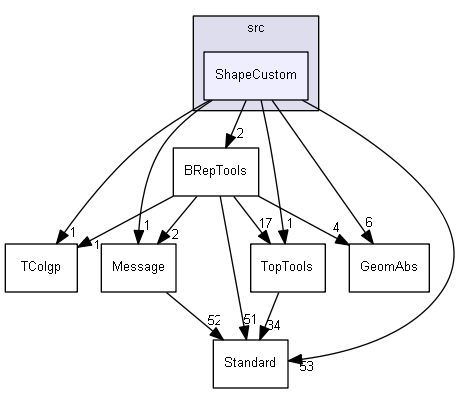 src
ShapeCustom
2
BRepTools
1
1
1
2
17
1
4
6
TColgp
Message
TopTools
GeomAbs
52
51
34
53
Standard